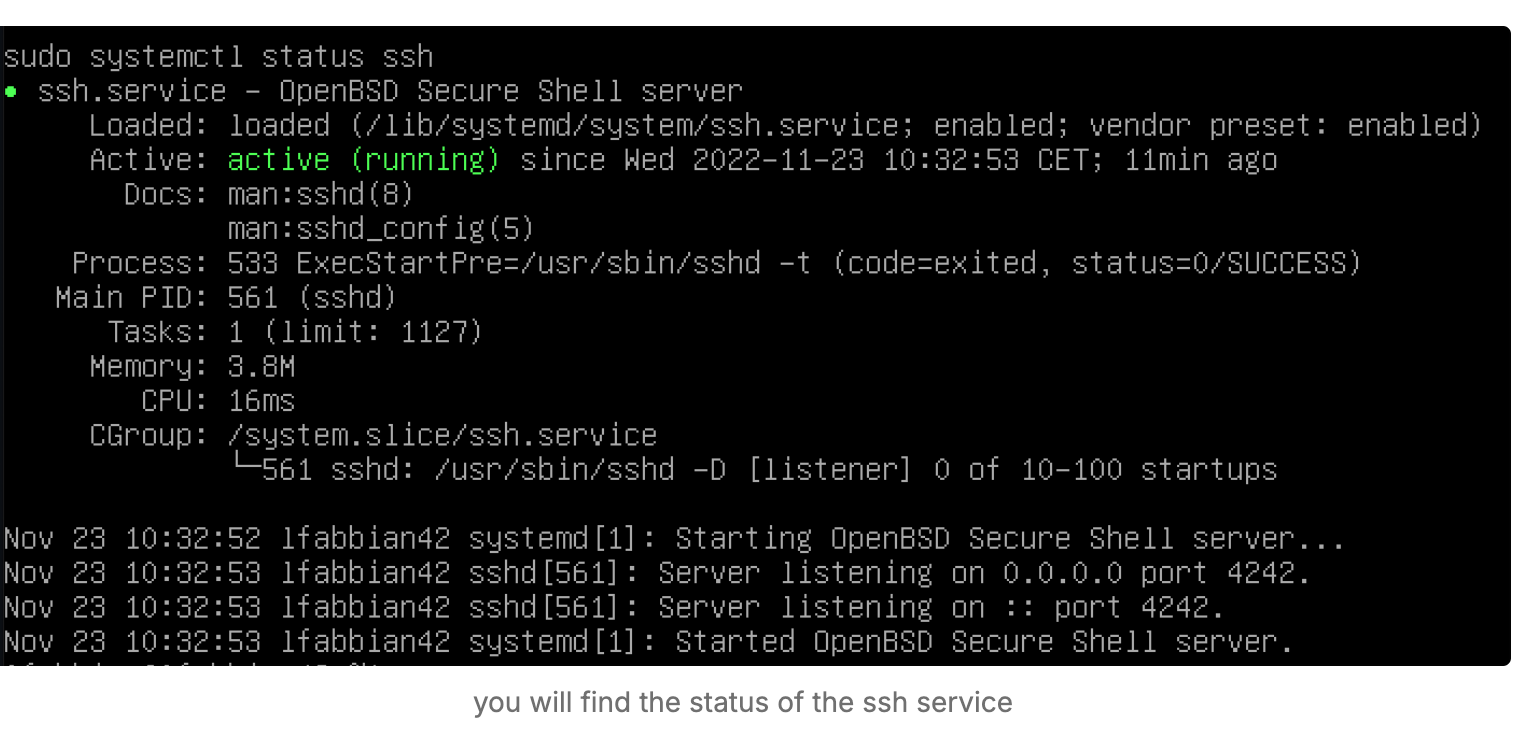 sudo systemctl status ssh
● ssh.service - OpenBSD Secure Shell server
Loaded: loaded (/lib/systemd/system/ssh.service; enabled; vendor preset: enabled)
Active: active (running) since Wed 2022-11-23 10:32:53 CET; 11min ago
Docs: man:sshd(8)
man:sshd_config(5)
Process: 533 ExecStartPre=/usr/sbin/sshd -t (code=exited, status=0/SUCCESS)
Main PID: 561 (sshd)
Tasks: 1 (limit: 1127)
Memory: 3.8M
CPU: 16ms
CGroup: /system.slice/ssh.service
└─561 sshd: /usr/sbin/sshd -D [listener] 0 of 10-100 startups
Nov 23 10:32:52 lfabbian42 systemd[1]: Starting OpenBSD Secure Shell server...
Nov 23 10:32:53 lfabbian42 sshd[561]: Server listening on 0.0.0.0 port 4242.
Nov 23 10:32:53 lfabbian42 sshd[561]: Server listening on :: port 4242.
Nov 23 10:32:53 lfabbian42 systemd[1]: Started OpenBSD Secure Shell server.
you will find the status of the ssh service